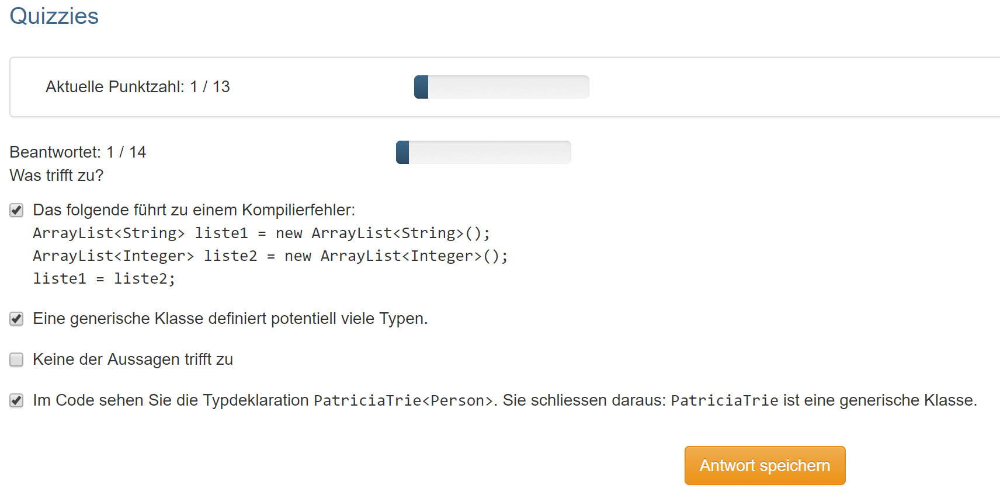 Quizzies
Aktuelle Punktzahl: 1 / 13
Beantwortet: 1 / 14
Was trifft zu?
Das folgende führt zu einem Kompilierfehler:
ArrayList<String> liste1 = new ArrayList<String>();
ArrayList<Integer> liste2 = new ArrayList<Integer>();
liste1 = liste2;
Eine generische Klasse definiert potentiell viele Typen.
Keine der Aussagen trifft zu
Im Code sehen Sie die Typdeklaration PatriciaTrie<Person>. Sie schliessen daraus: PatriciaTrie ist eine generische Klasse.
Antwort speichern